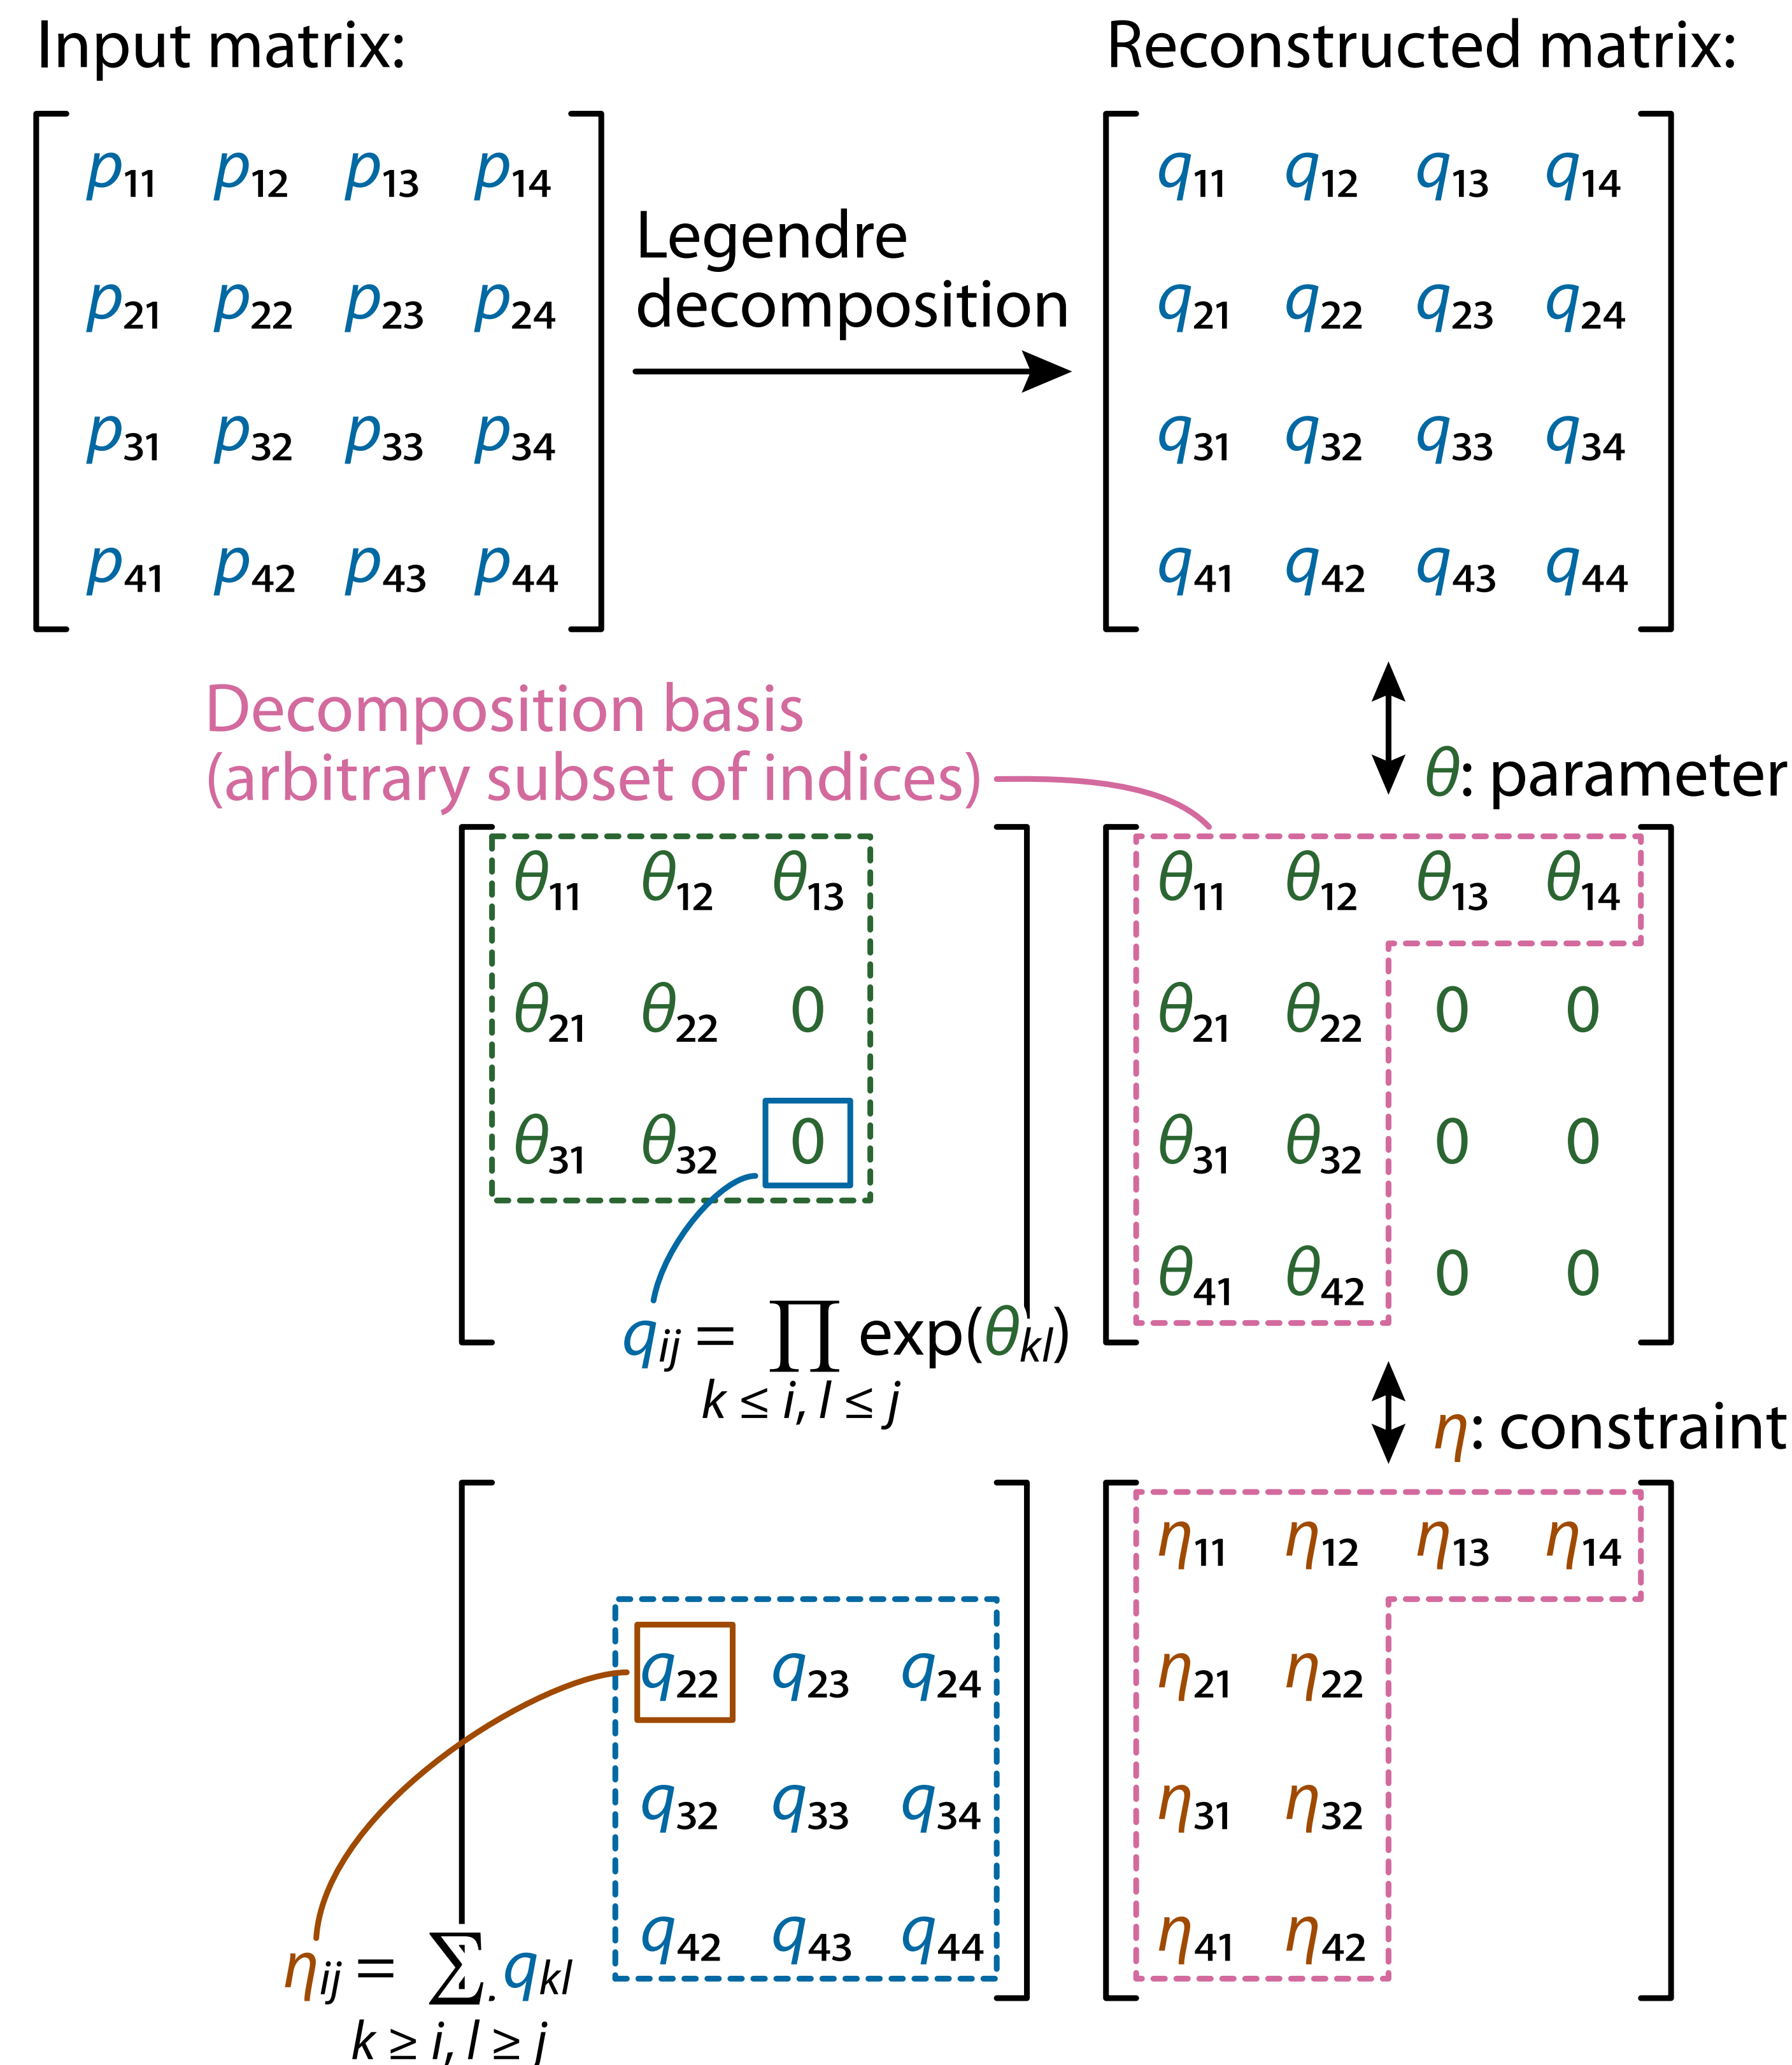 Input matrix:
Reconstructed matrix:
p11 p12 p13 p14
p21 p22 p23 p24
p31 p32 p33 p34
p41 p42 p43 p44
Legendre
decomposition
q11 q12 q13 q14
q21 q22 q23 q24
q31 q32 q33 q34
q41 q42 q43 q44
Decomposition basis
(arbitrary subset of indices)
θ: parameter
θ11 θ12 θ13
θ21 θ22 0
θ31 θ32 0
qij = ∏ exp(θkl)
k ≤ i, l ≤ j
θ11 θ12 θ13 θ14
θ21 θ22 0 0
θ31 θ32 0 0
θ41 θ42 0 0
η: constraint
q22 q23 q24
q32 q33 q34
q42 q43 q44
ηij = ∑ qkl
k ≥ i, l ≥ j
η11 η12 η13 η14
η21 η22
η31 η32
η41 η42